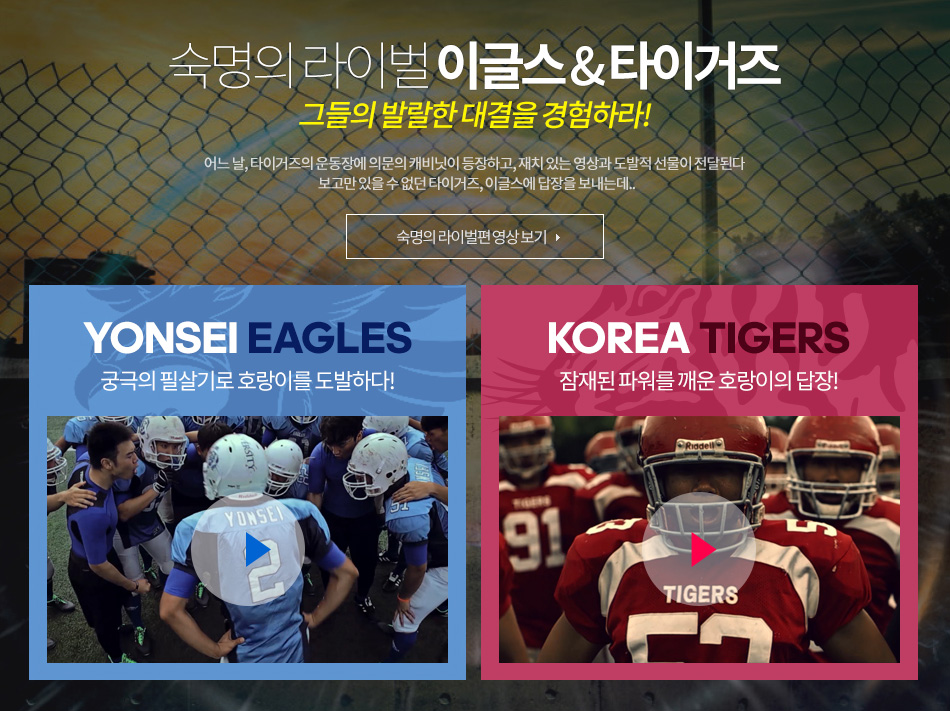 숙명의 라이벌 이글스 & 타이거즈
그들의 발랄한 대결을 경험하라!
어느 날, 타이거즈의 운동장에 의문의 캐비닛이 등장하고, 재치 있는 영상과 도발적 선물이 전달된다
보고만 있을 수 없던 타이거즈, 이글스에 답장을 보내는데..
숙명의 라이벌편 영상 보기
YONSEI EAGLES
궁극의 필살기로 호랑이를 도발하다!
KOREA TIGERS
잠재된 파워를 깨운 호랑이의 답장!
YONSEI
2
Riddell
TIGERS
91
TIGERS
53